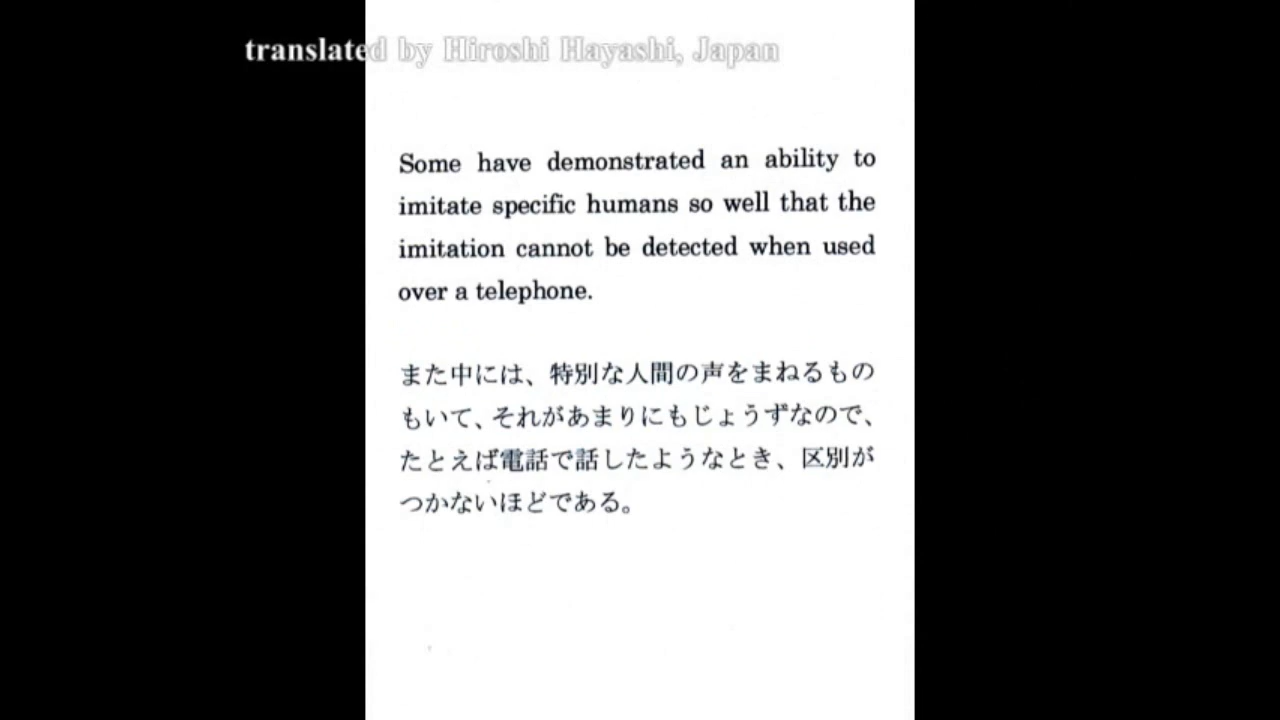 translated by Hiroshi Hayashi, Japan
Some have demonstrated an ability to
imitate specific humans so well that the
imitation cannot be detected when used
over a telephone.
また中には、特別な人間の声をまねるもの
もいて、それがあまりにもじょうずなので、
たとえば電話で話したようなとき、区別が
つかないほどである。